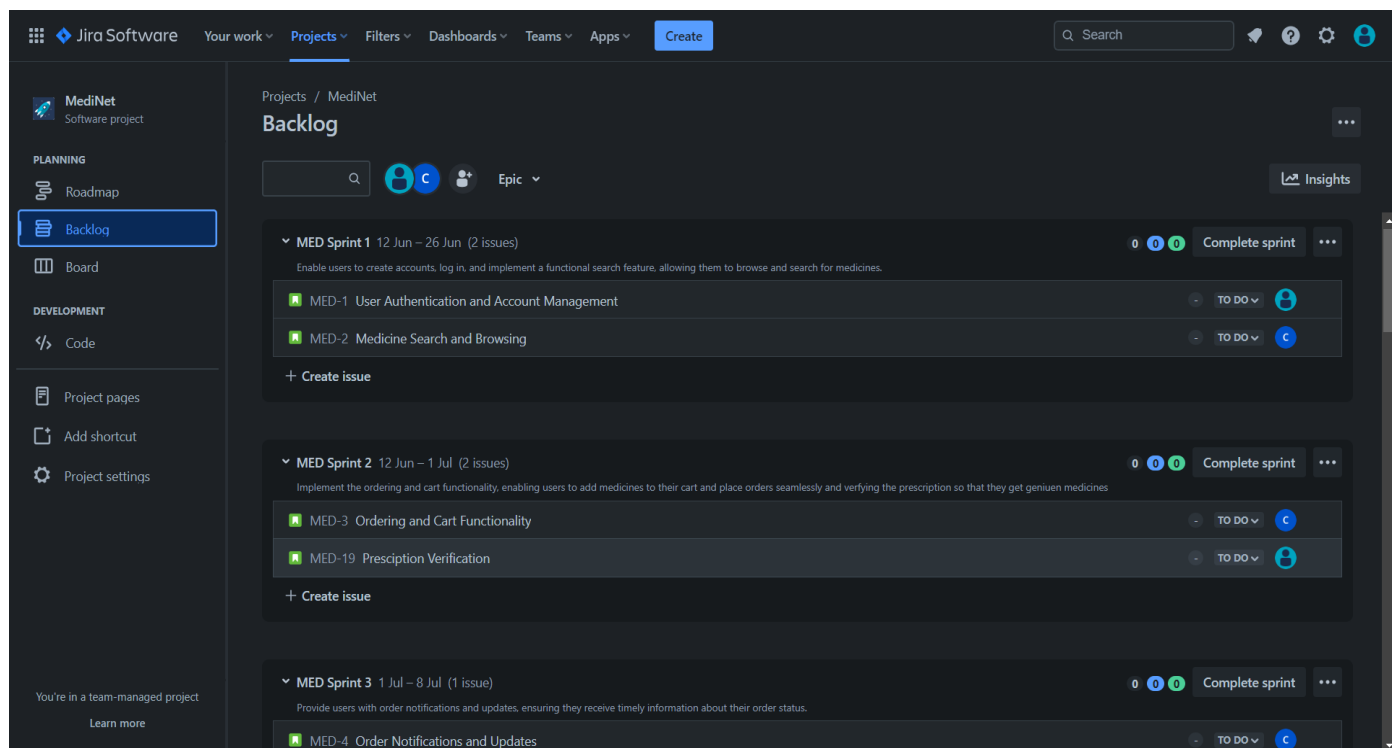 Jira Software Your work Projects Filters Dashboards Teams Apps Create Search
MediNet
Software project
PLANNING
Roadmap
Backlog
Board
DEVELOPMENT
Code
Project pages
Add shortcut
Project settings
You're in a team-managed project
Learn more
Projects / MediNet
Backlog
C Epic Insights
MED Sprint 1 12 Jun – 26 Jun (2 issues) 0 0 0 Complete sprint
Enable users to create accounts, log in, and implement a functional search feature, allowing them to browse and search for medicines.
MED-1 User Authentication and Account Management - TO DO
MED-2 Medicine Search and Browsing - TO DO C
+ Create issue
MED Sprint 2 12 Jun – 1 Jul (2 issues) 0 0 0 Complete sprint
Implement the ordering and cart functionality, enabling users to add medicines to their cart and place orders seamlessly and verfying the prescription so that they get geniuen medicines
MED-3 Ordering and Cart Functionality - TO DO C
MED-19 Presciption Verification - TO DO
+ Create issue
MED Sprint 3 1 Jul – 8 Jul (1 issue) 0 0 0 Complete sprint
Provide users with order notifications and updates, ensuring they receive timely information about their order status.
MED-4 Order Notifications and Updates - TO DO C